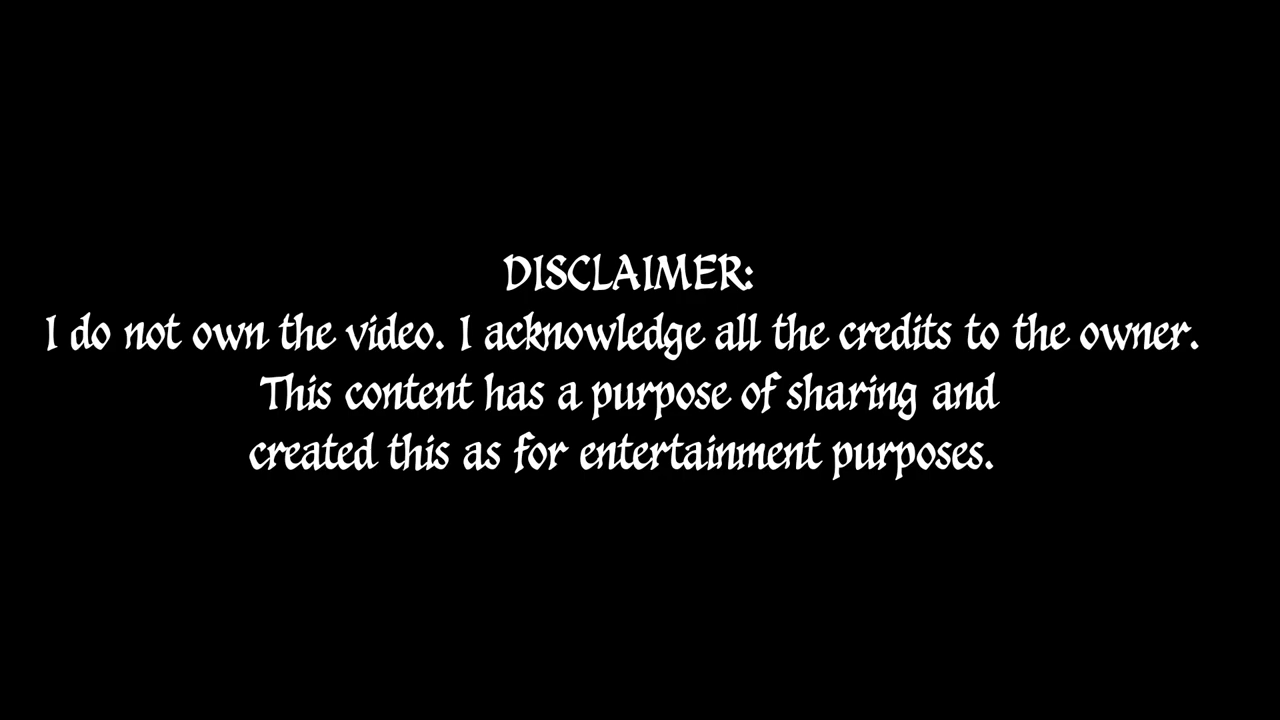 DISCLAIMER:
I do not own the video. I acknowledge all the credits to the owner.
This content has a purpose of sharing and
created this as for entertainment purposes.